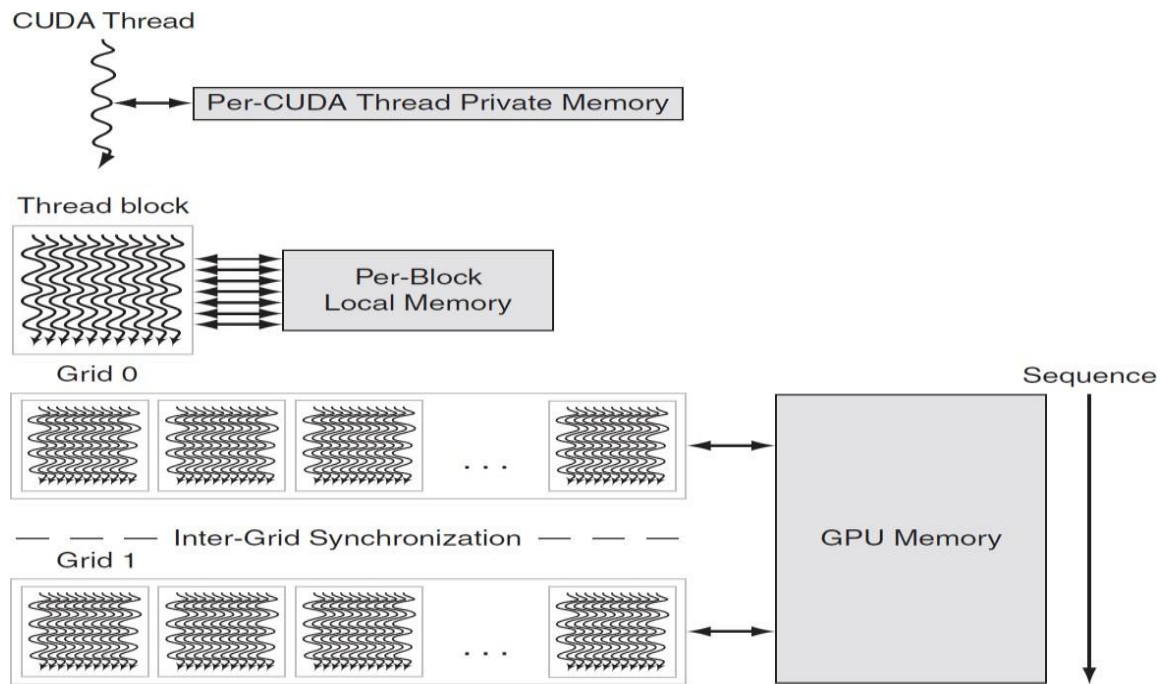 CUDA Thread
Per-CUDA Thread Private Memory
Thread block
Per-Block
Local Memory
Grid 0
Sequence
. . .
Inter-Grid Synchronization
GPU Memory
Grid 1
. . .